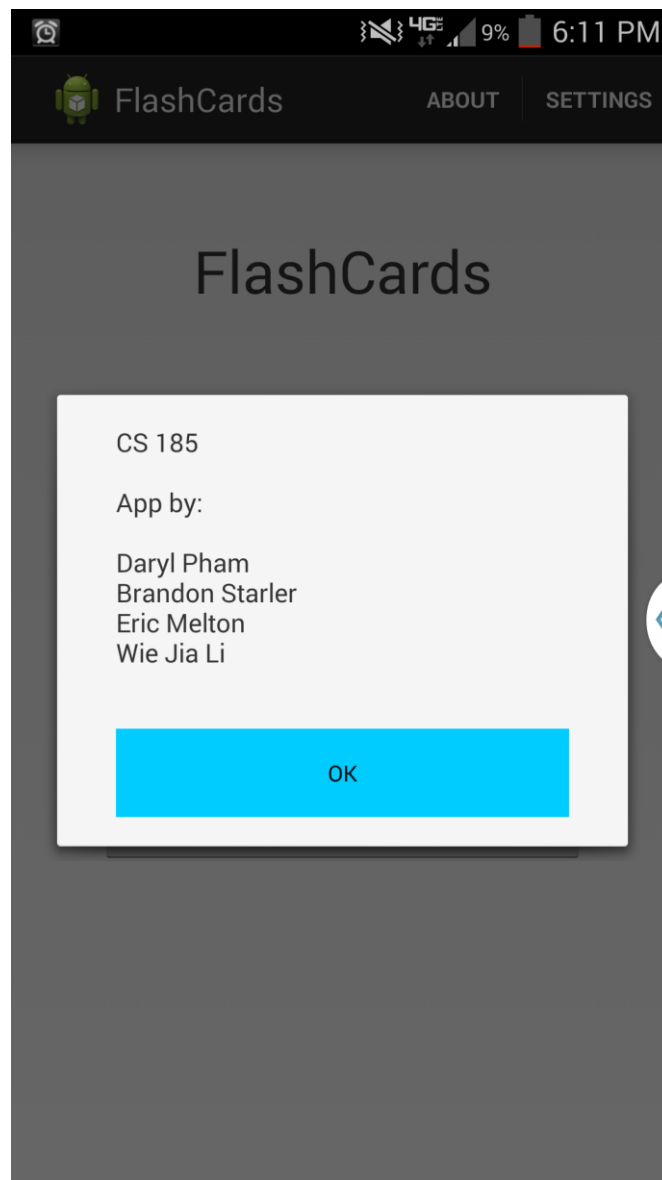 4G LTE 9% 6:11 PM
FlashCards ABOUT SETTINGS
FlashCards
CS 185
App by:
Daryl Pham
Brandon Starler
Eric Melton
Wie Jia Li
OK